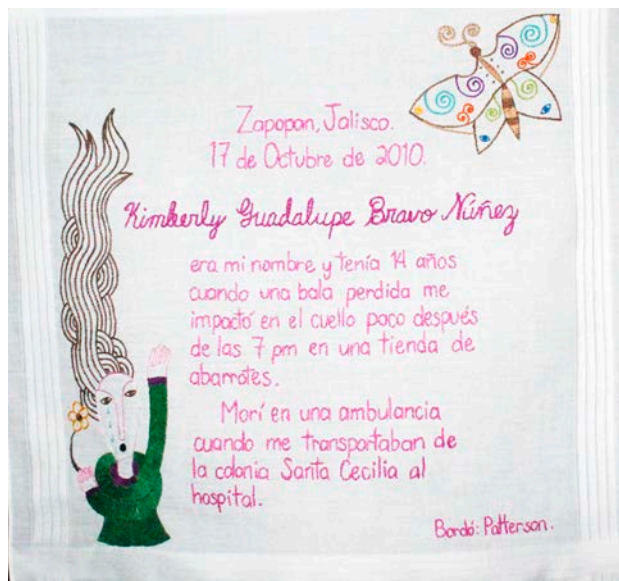 Zapopan, Jalisco.
17 de Octubre de 2010.
Kimberly Guadalupe Bravo Núñez
era mi nombre y tenía 14 años
cuando una bala perdida me
impactó en el cuello poco después
de las 7 pm en una tienda de
abarrotes.
Morí en una ambulancia
cuando me transportaban de
la colonia Santa Cecilia al
hospital.
Bordó: Patterson.